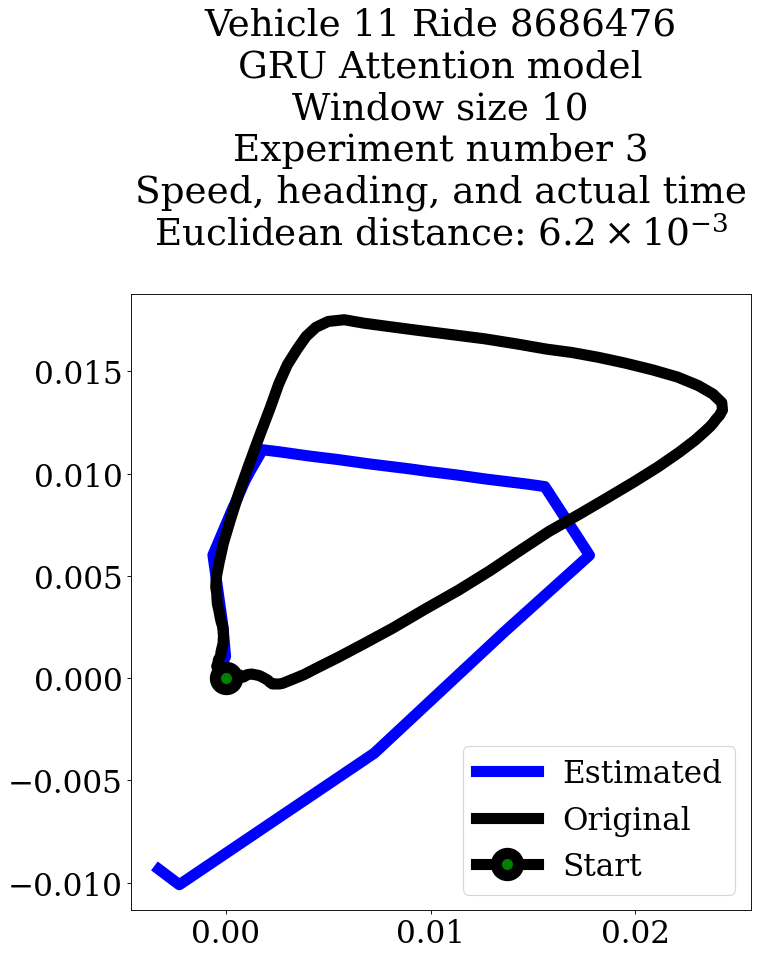 Vehicle 11 Ride 8686476
GRU Attention model
Window size 10
Experiment number 3
Speed, heading, and actual time
Euclidean distance: 6.2 × 10⁻³
0.015
0.010
0.005
0.000
−0.005
−0.010
0.00 0.01 0.02
Estimated
Original
Start